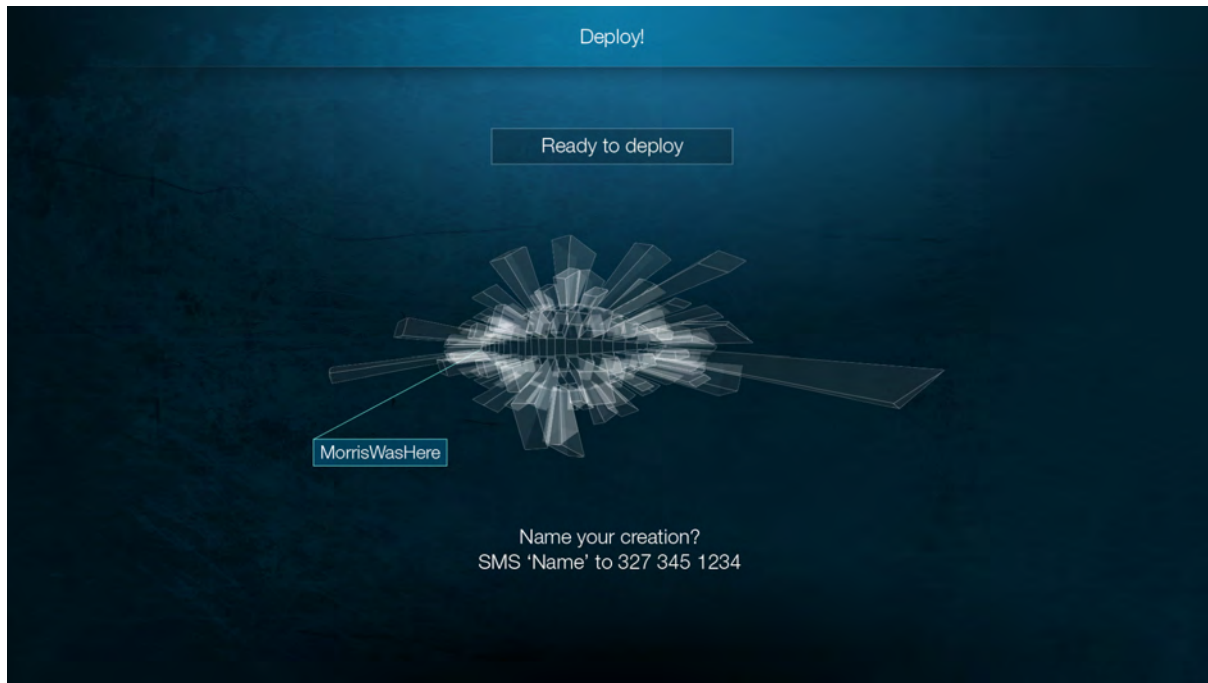 Deploy!
Ready to deploy
MorrisWasHere
Name your creation?
SMS ‘Name’ to 327 345 1234